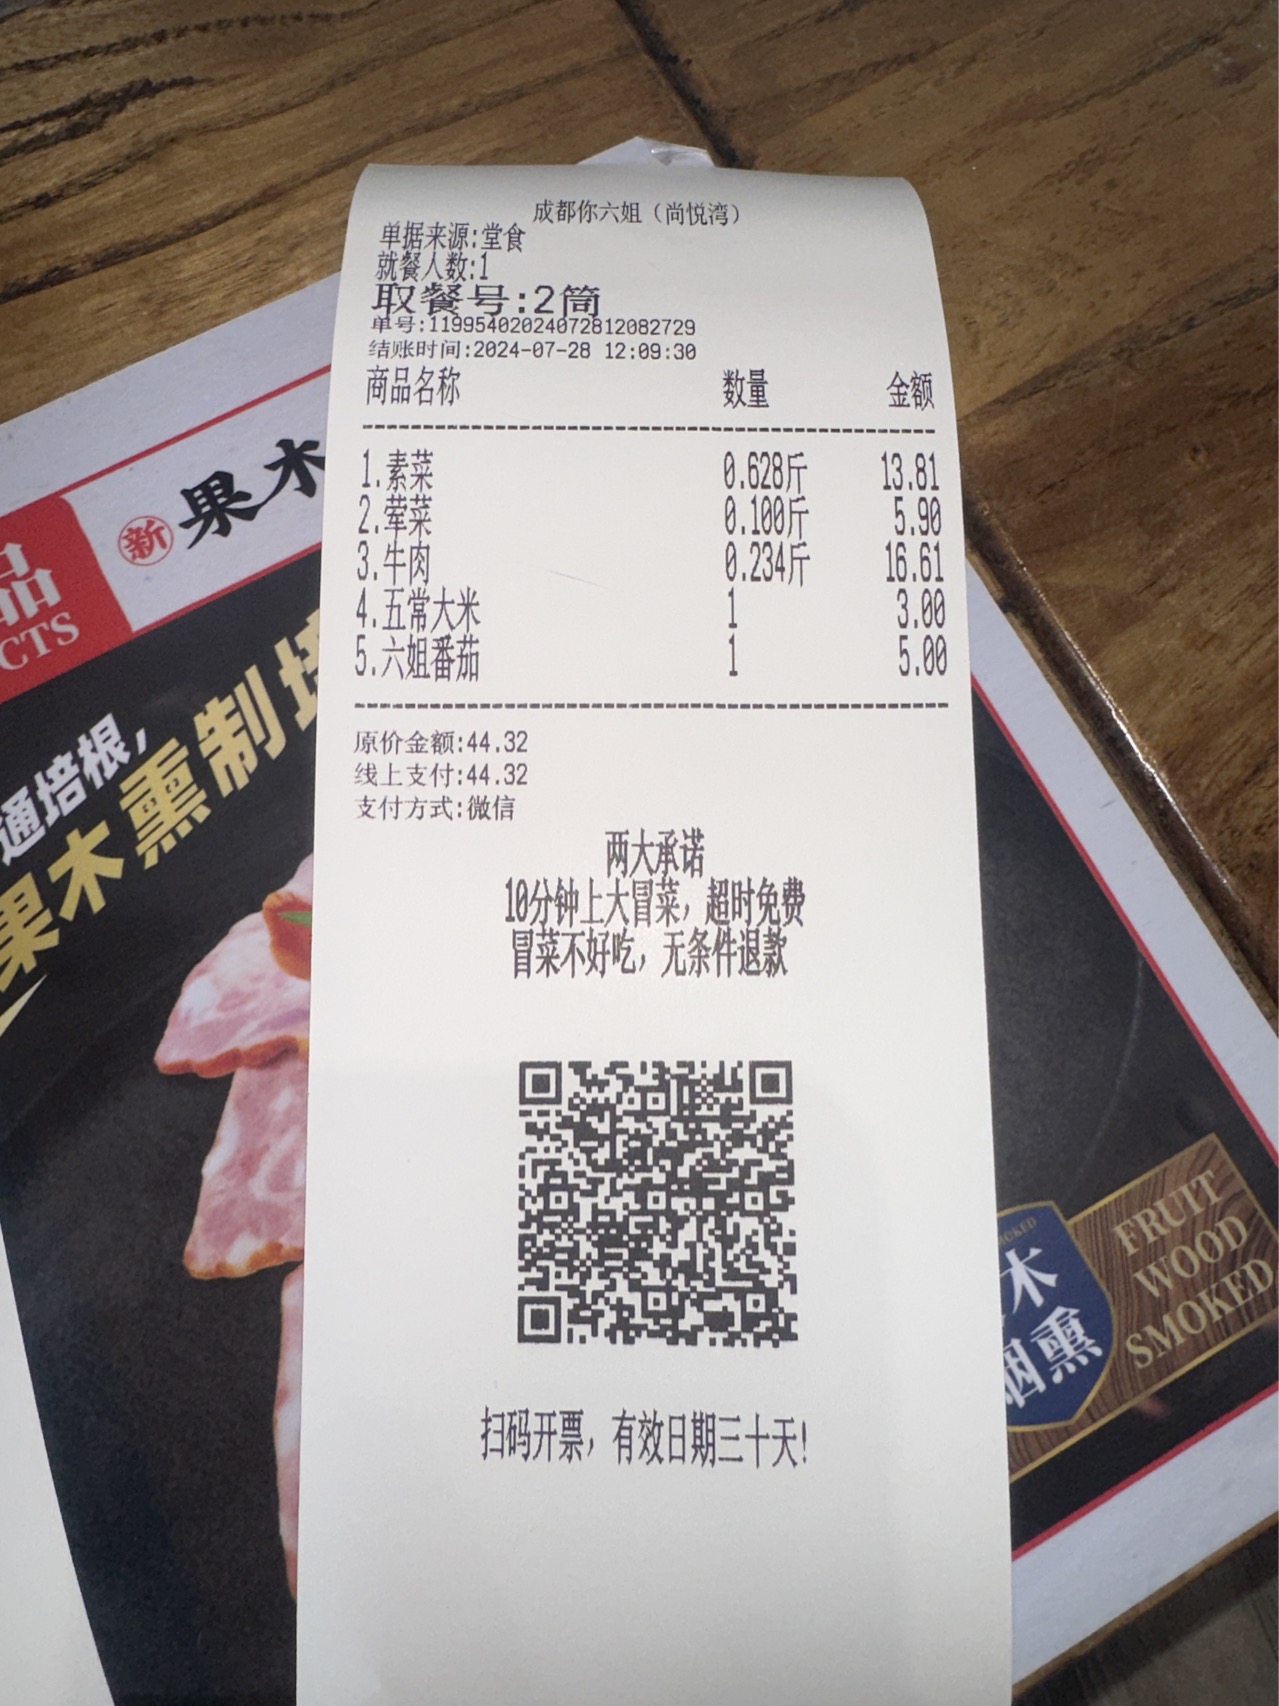 成都你六姐（尚悦湾）
单据来源:堂食
就餐人数:1
取餐号:2筒
单号:119954020240728120827​29
结账时间:2024-07-28 12:09:30
商品名称 数量 金额
1.素菜 0.628斤 13.81
2.荤菜 0.100斤 5.90
3.牛肉 0.234斤 16.61
4.五常大米 1 3.00
5.六姐番茄 1 5.00
原价金额:44.32
线上支付:44.32
支付方式:微信
两大承诺
10分钟上大冒菜，超时免费
冒菜不好吃，无条件退款
扫码开票，有效日期三十天!
品
CTS
新 果木
通培根，
果木熏制培
木
烟熏
FRUIT
WOOD
SMOKED